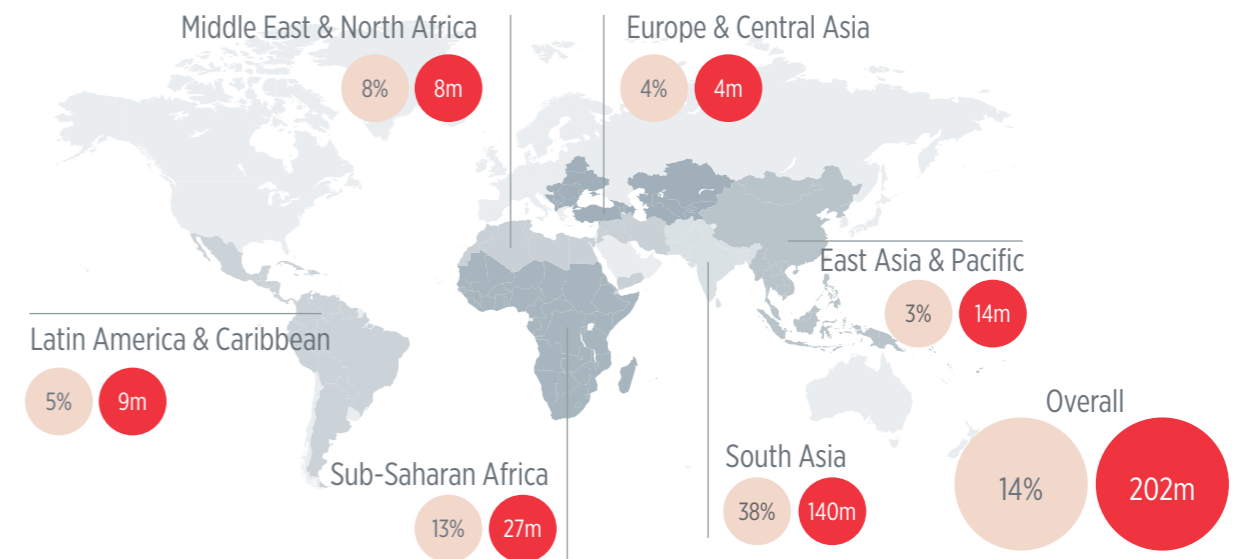 Middle East & North Africa
8% 8m
Europe & Central Asia
4% 4m
East Asia & Pacific
3% 14m
Latin America & Caribbean
5% 9m
Sub-Saharan Africa
13% 27m
South Asia
38% 140m
Overall
14% 202m